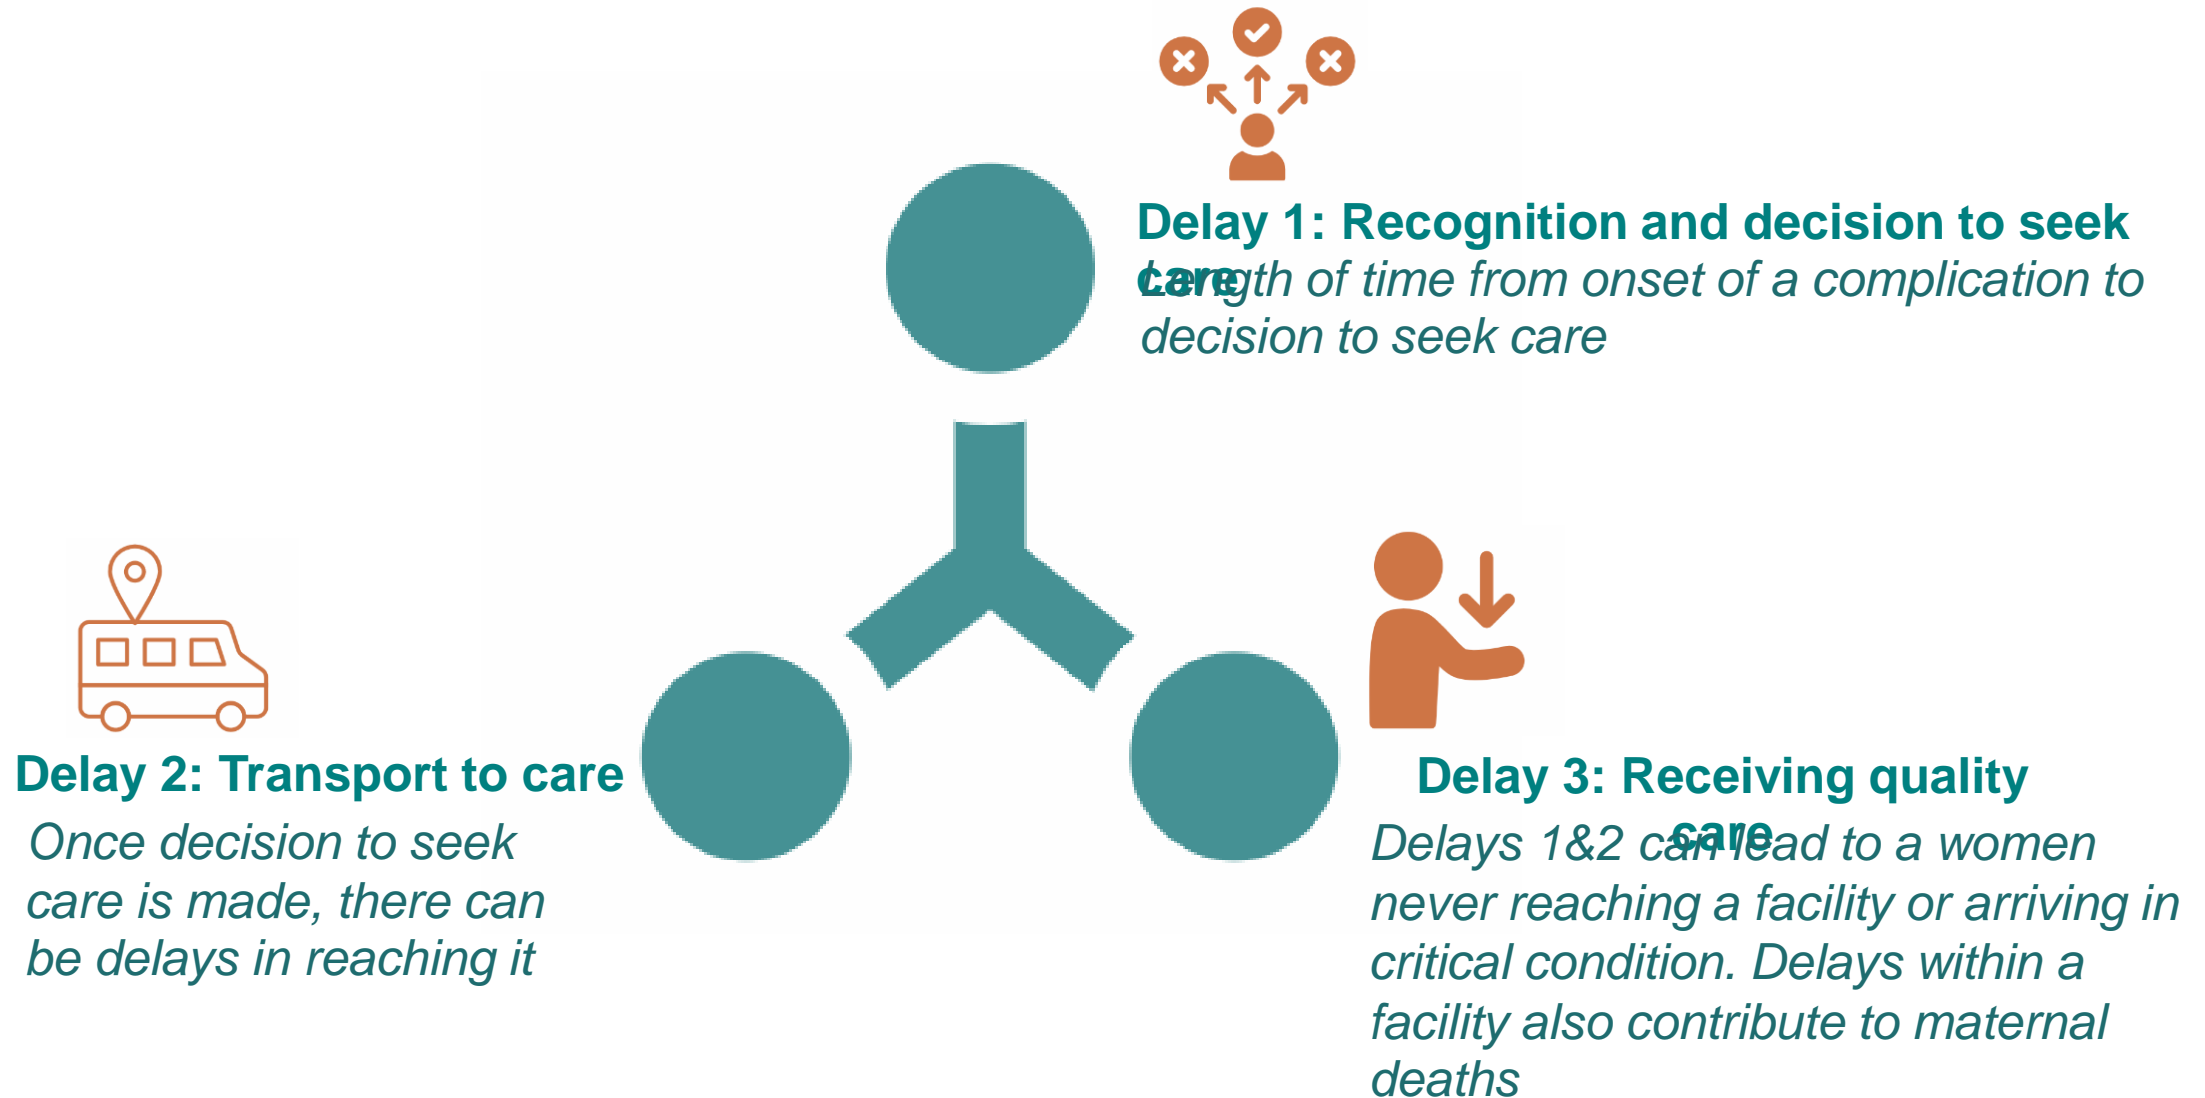 Delay 1: Recognition and decision to seek
care
Length of time from onset of a complication to
decision to seek care
Delay 2: Transport to care
Once decision to seek
care is made, there can
be delays in reaching it
Delay 3: Receiving quality
care
Delays 1&2 can lead to a women
never reaching a facility or arriving in
critical condition. Delays within a
facility also contribute to maternal
deaths